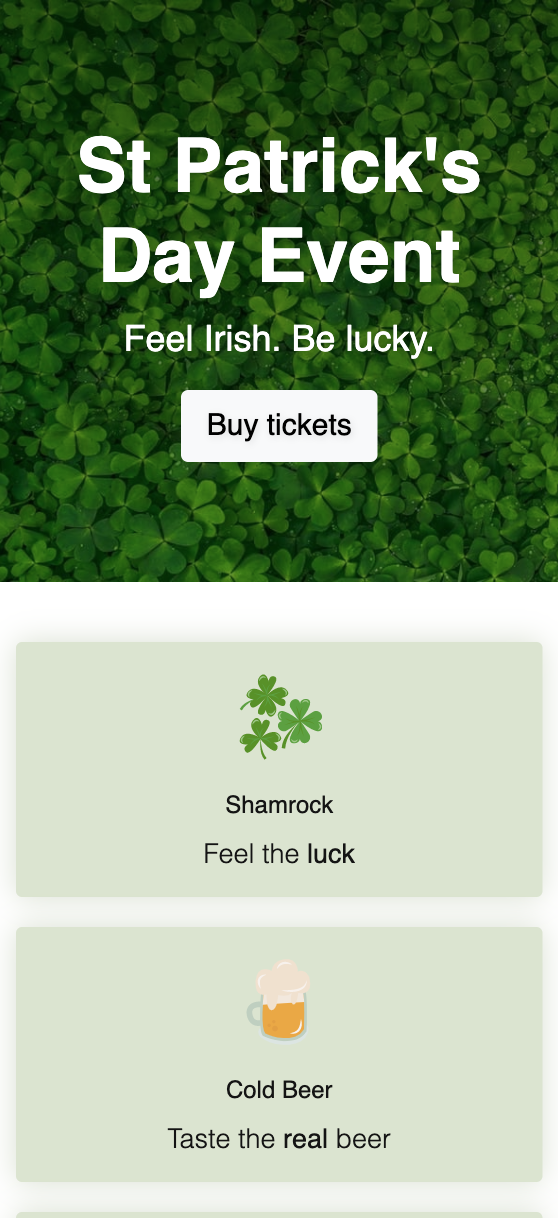 St Patrick's
Day Event
Feel Irish. Be lucky.
Buy tickets
Shamrock
Feel the luck
Cold Beer
Taste the real beer